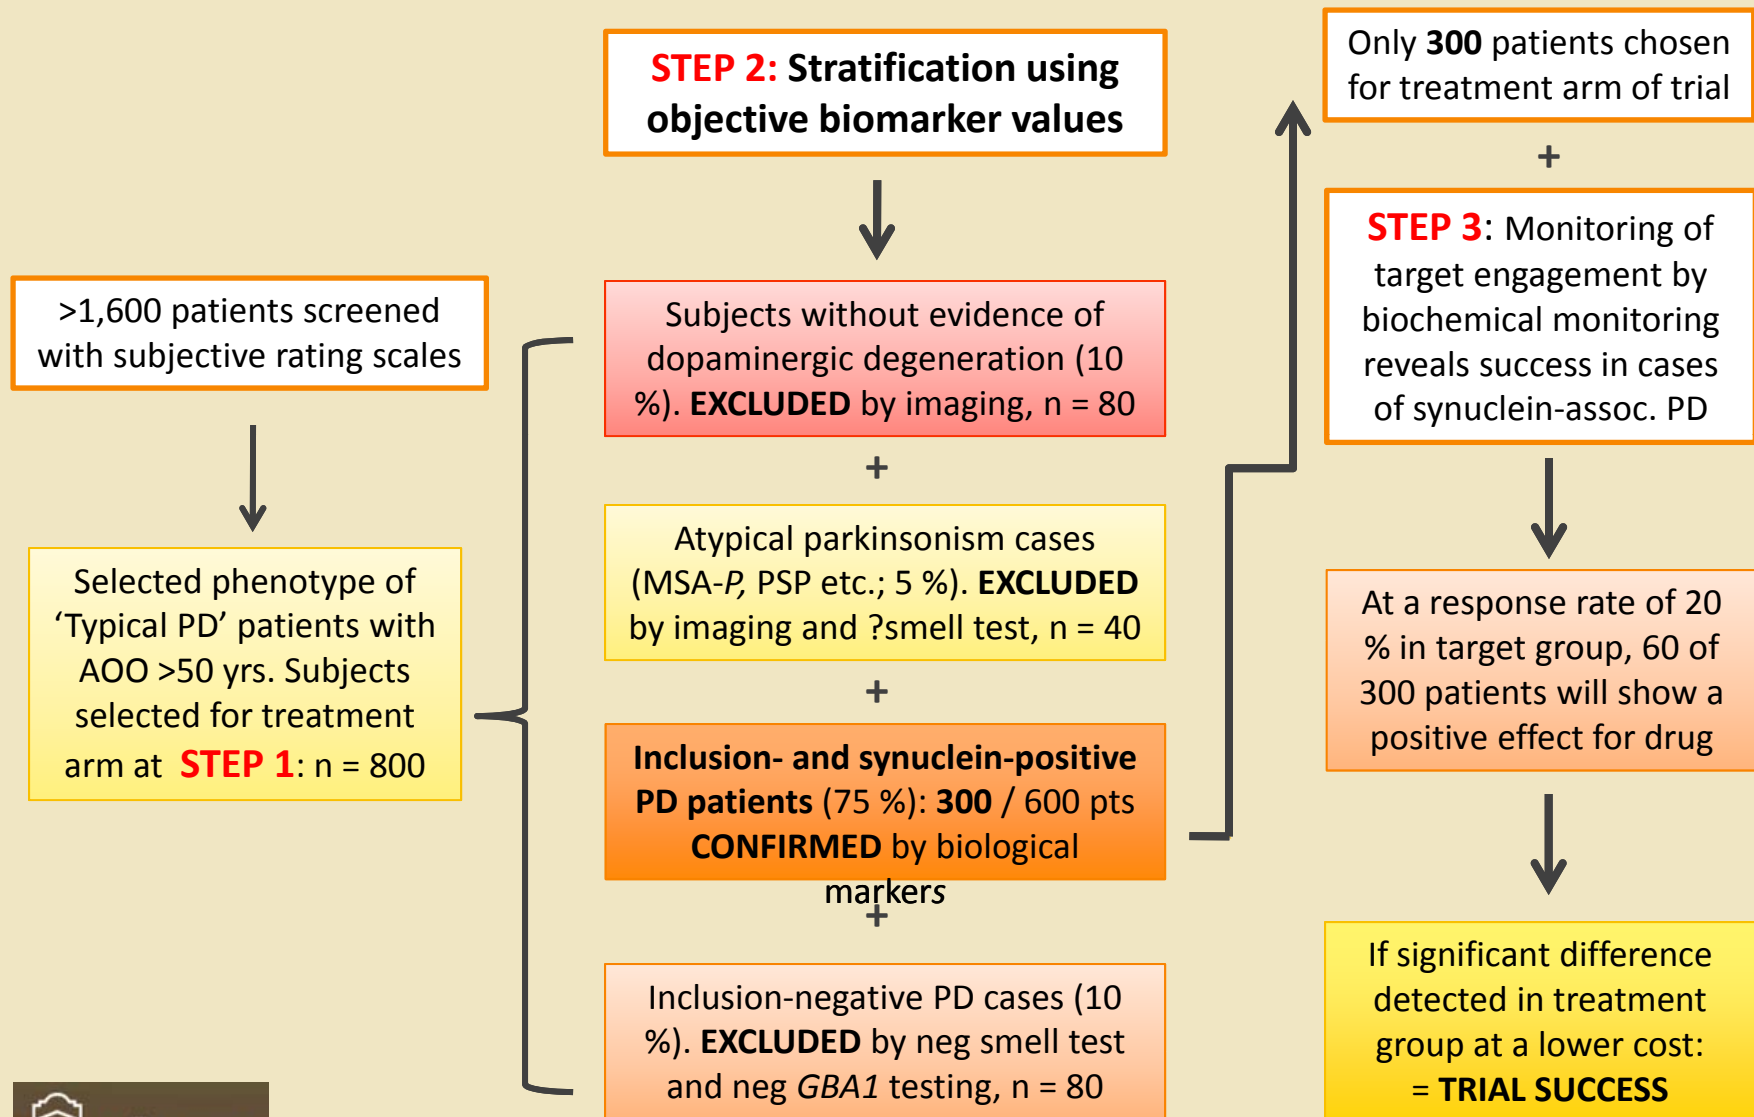 >1,600 patients screened
with subjective rating scales
Selected phenotype of
‘Typical PD’ patients with
AOO >50 yrs. Subjects
selected for treatment
arm at STEP 1: n = 800
STEP 2: Stratification using
objective biomarker values
Subjects without evidence of
dopaminergic degeneration (10
%). EXCLUDED by imaging, n = 80
+
Atypical parkinsonism cases
(MSA-P, PSP etc.; 5 %). EXCLUDED
by imaging and ?smell test, n = 40
+
Inclusion- and synuclein-positive
PD patients (75 %): 300 / 600 pts
CONFIRMED by biological
markers
+
Inclusion-negative PD cases (10
%). EXCLUDED by neg smell test
and neg GBA1 testing, n = 80
Only 300 patients chosen
for treatment arm of trial
+
STEP 3: Monitoring of
target engagement by
biochemical monitoring
reveals success in cases
of synuclein-assoc. PD
At a response rate of 20
% in target group, 60 of
300 patients will show a
positive effect for drug
If significant difference
detected in treatment
group at a lower cost:
= TRIAL SUCCESS